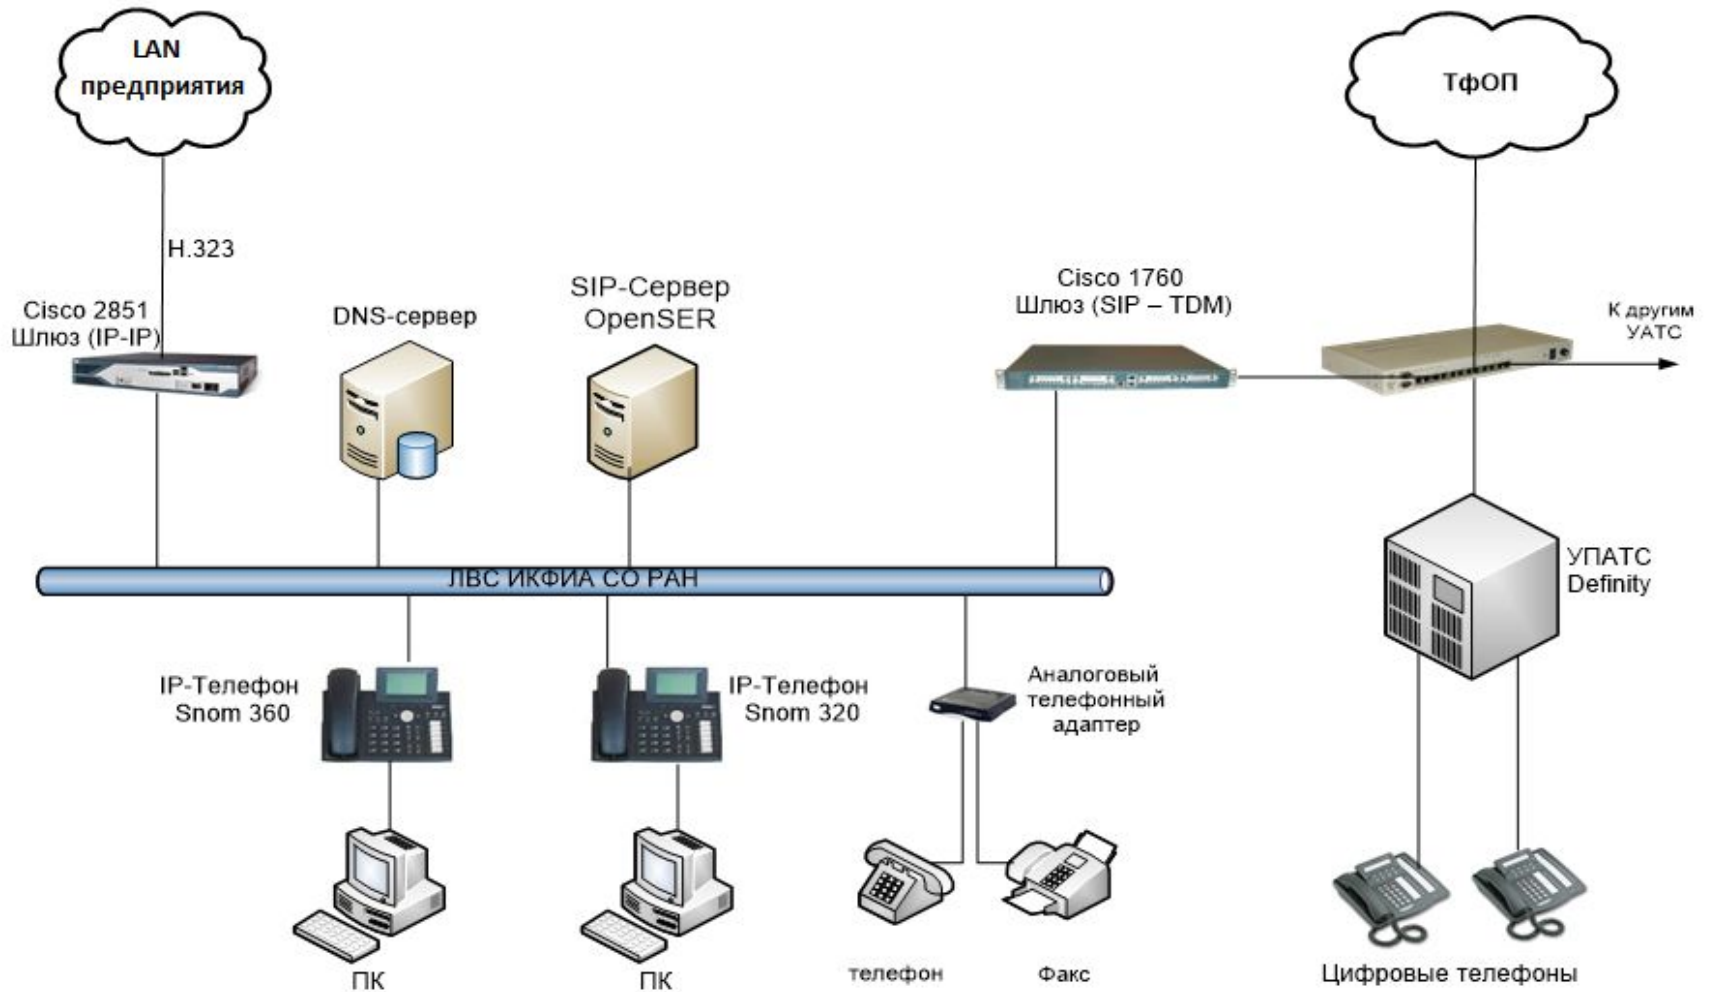 LAN
предприятия
ТфОП
H.323
Cisco 2851
Шлюз (IP-IP)
DNS-сервер
SIP-Сервер
OpenSER
Cisco 1760
Шлюз (SIP – TDM)
К другим
УАТС
ЛВС ИКФИА СО РАН
УПАТС
Definity
IP-Телефон
Snom 360
IP-Телефон
Snom 320
Аналоговый
телефонный
адаптер
ПК
ПК
телефон
Факс
Цифровые телефоны